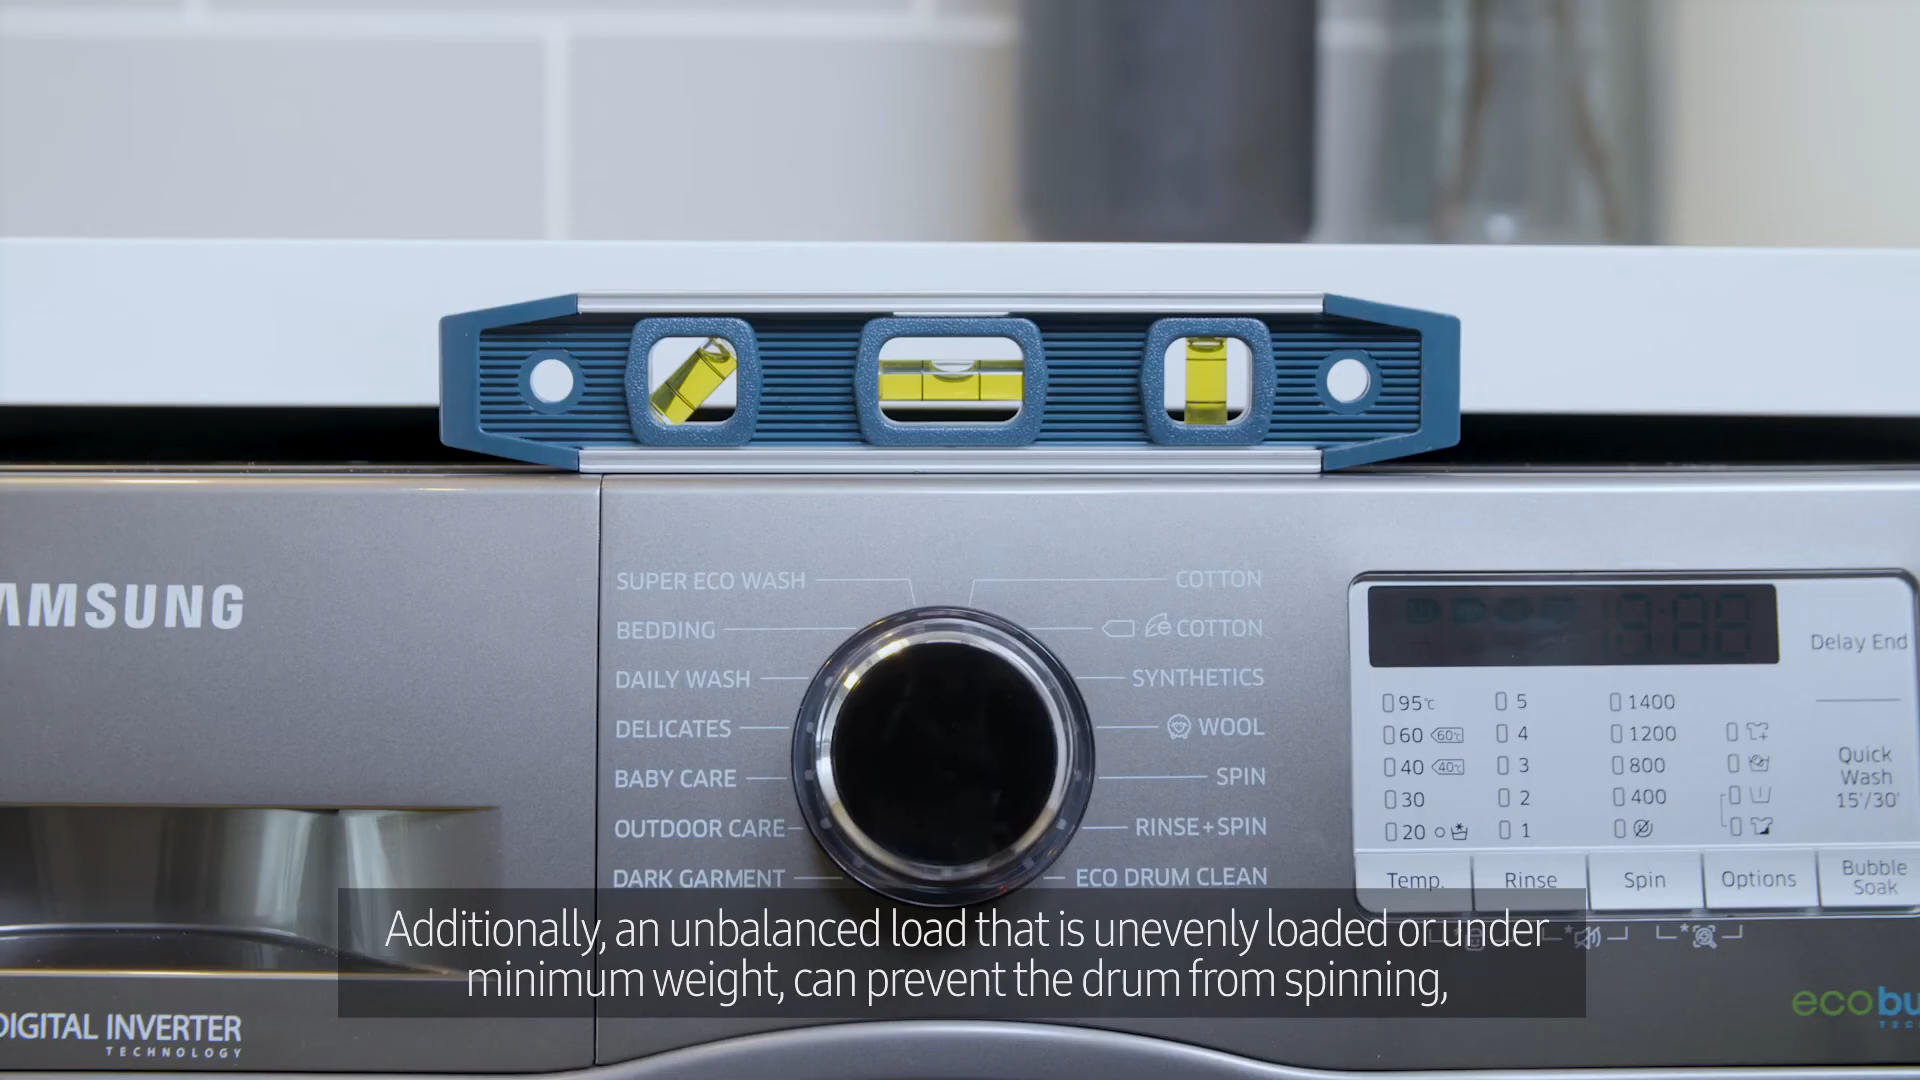 AMSUNG
SUPER ECO WASH
BEDDING
DAILY WASH
DELICATES
BABY CARE
OUTDOOR CARE
DARK GARMENT
COTTON
COTTON
SYNTHETICS
WOOL
SPIN
RINSE+SPIN
ECO DRUM CLEAN
Delay End
95℃ 5 1400
60 60℃ 4 1200
40 40℃ 3 800
30 2 400
20 1
Quick
Wash
15'/30'
Temp. Rinse Spin Options
Bubble
Soak
Additionally, an unbalanced load that is unevenly loaded or under
minimum weight, can prevent the drum from spinning,
DIGITAL INVERTER
TECHNOLOGY
ecobu
TEC